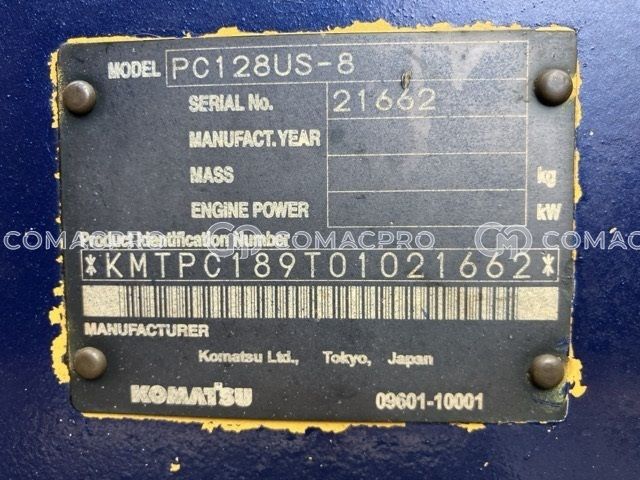 MODEL PC128US-8
SERIAL No. 21662
MANUFACT.YEAR
MASS kg
ENGINE POWER kW
Product Identification Number
*KMTPC189T01021662*
MANUFACTURER
Komatsu Ltd., Tokyo, Japan
KOMATSU 09601-10001
COMACPRO COMACPRO COMACPRO